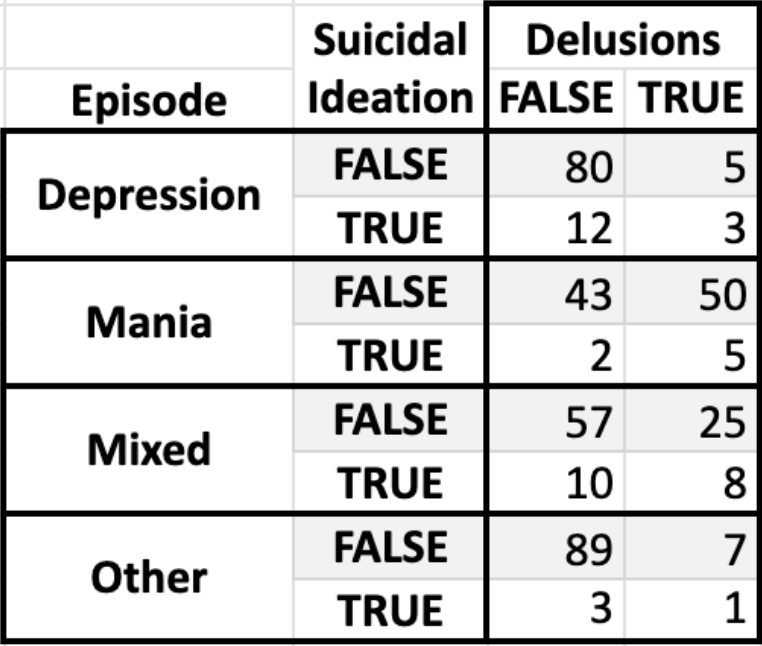 Suicidal Delusions
Episode Ideation FALSE TRUE
Depression FALSE 80 5
TRUE 12 3
Mania FALSE 43 50
TRUE 2 5
Mixed FALSE 57 25
TRUE 10 8
Other FALSE 89 7
TRUE 3 1